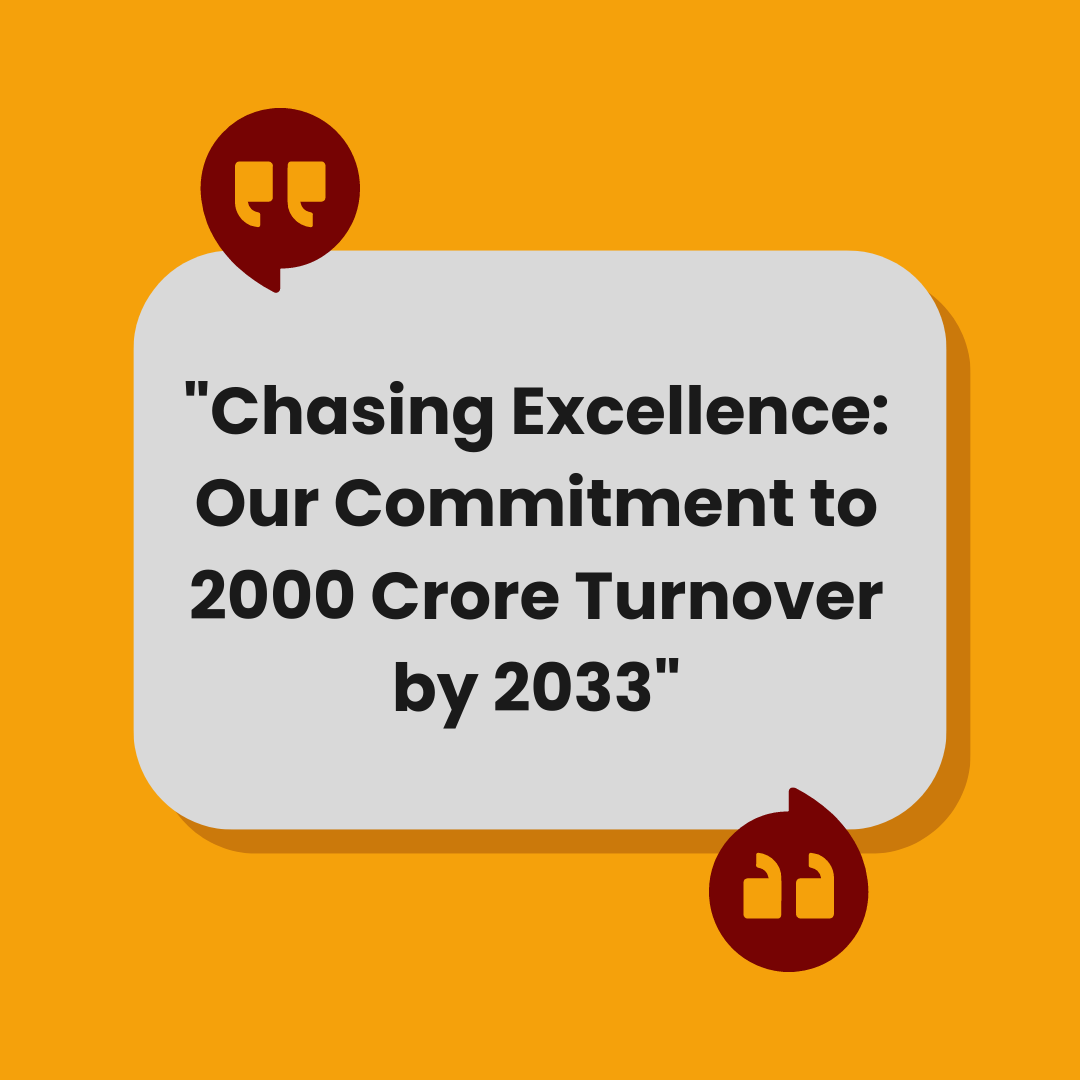 "Chasing Excellence:
Our Commitment to
2000 Crore Turnover
by 2033"